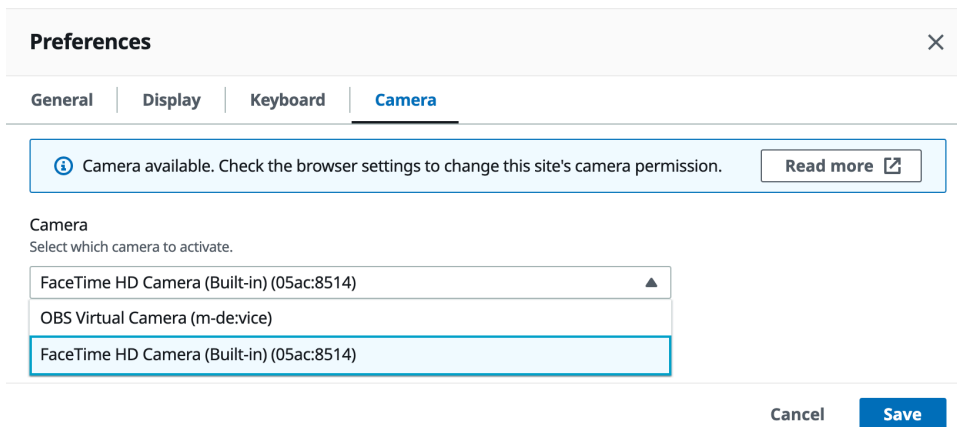 Preferences
General Display Keyboard Camera
Camera available. Check the browser settings to change this site's camera permission. Read more
Camera
Select which camera to activate.
FaceTime HD Camera (Built-in) (05ac:8514)
OBS Virtual Camera (m-de:vice)
FaceTime HD Camera (Built-in) (05ac:8514)
Cancel Save